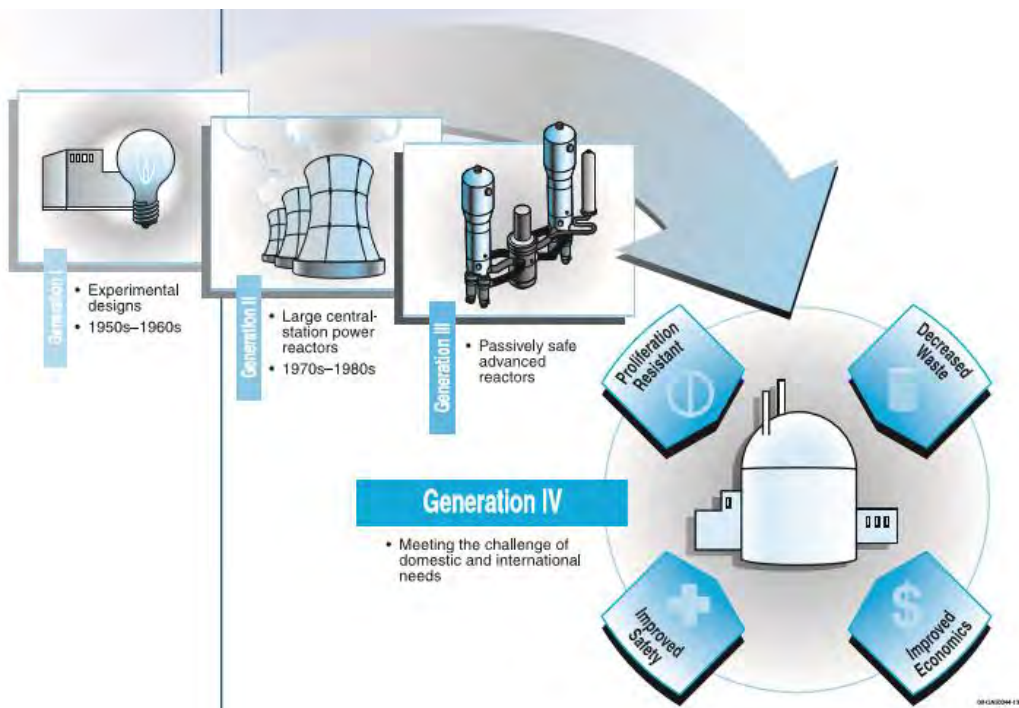 Generation I
• Experimental
designs
• 1950s–1960s
Generation II
• Large central-
station power
reactors
• 1970s–1980s
Generation III
• Passively safe
advanced
reactors
Proliferation
Resistant
Decreased
Waste
Generation IV
• Meeting the challenge of
domestic and international
needs
Improved
Safety
$
Improved
Economics